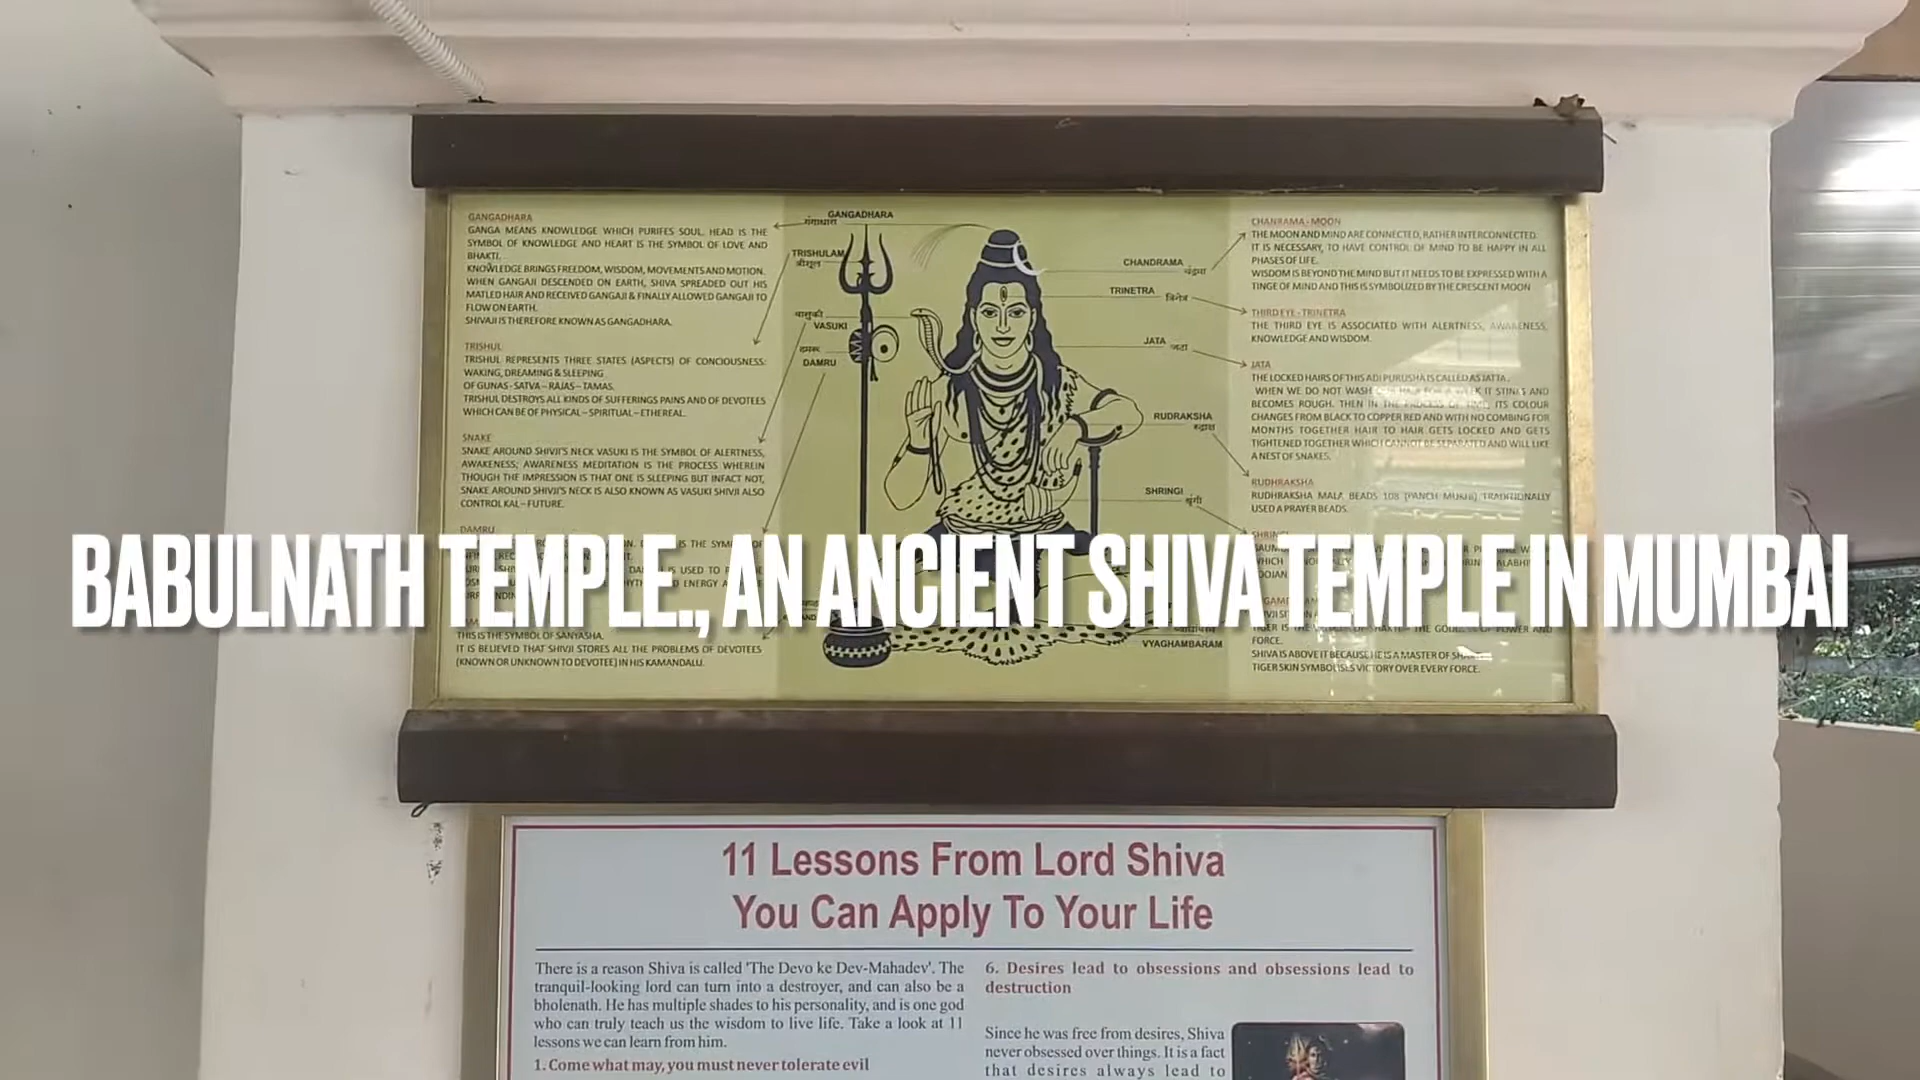 GANGADHARA
GANGA MEANS KNOWLEDGE WHICH PURIFES SOUL. HEAD IS THE
SYMBOL OF KNOWLEDGE AND HEART IS THE SYMBOL OF LOVE AND
BHAKTI.
KNOWLEDGE BRINGS FREEDOM, WISDOM, MOVEMENTS AND MOTION.
WHEN GANGAJI DESCENDED ON EARTH, SHIVA SPREADED OUT HIS
MATLED HAIR AND RECEIVED GANGAJI & FINALLY ALLOWED GANGAJI TO
FLOW ON EARTH.
SHIVAJI IS THEREFORE KNOWN AS GANGADHARA.
TRISHUL
TRISHUL REPRESENTS THREE STATES (ASPECTS) OF CONCIOUSNESS:
WAKING, DREAMING & SLEEPING
OF GUNAS - SATVA - RAJAS - TAMAS.
TRISHUL DESTROYS ALL KINDS OF SUFFERINGS PAINS AND OF DEVOTEES
WHICH CAN BE OF PHYSICAL - SPIRITUAL - ETHEREAL.
SNAKE
SNAKE AROUND SHIVJI'S NECK VASUKI IS THE SYMBOL OF ALERTNESS,
AWAKENESS; AWARENESS MEDITATION IS THE PROCESS WHEREIN
THOUGH THE IMPRESSION IS THAT ONE IS SLEEPING BUT INFACT NOT,
SNAKE AROUND SHIVJI'S NECK IS ALSO KNOWN AS VASUKI SHIVJI ALSO
CONTROL KAL - FUTURE.
DAMRU
THIS IS THE SYMBOL OF SANYASHA.
IT IS BELIEVED THAT SHIVJI STORES ALL THE PROBLEMS OF DEVOTEES
(KNOWN OR UNKNOWN TO DEVOTEE) IN HIS KAMANDALU.
GANGADHARA
गंगाधारा
TRISHULAM
त्रीशूल
वासुकी
VASUKI
डमरू
DAMRU
CHANDRAMA
चंद्रमा
TRINETRA
त्रिनेत्र
JATA जटा
RUDRAKSHA
रुद्राक्ष
SHRINGI
श्रृंगी
VYAGHAMBARAM
CHANRAMA - MOON
THE MOON AND MIND ARE CONNECTED, RATHER INTERCONNECTED.
IT IS NECESSARY, TO HAVE CONTROL OF MIND TO BE HAPPY IN ALL
PHASES OF LIFE.
WISDOM IS BEYOND THE MIND BUT IT NEEDS TO BE EXPRESSED WITH A
TINGE OF MIND AND THIS IS SYMBOLIZED BY THE CRESCENT MOON
THIRD EYE - TRINETRA
THE THIRD EYE IS ASSOCIATED WITH ALERTNESS, AWAKENESS,
KNOWLEDGE AND WISDOM.
JATA
THE LOCKED HAIRS OF THIS ADI PURUSHA IS CALLED AS JATTA.
WHEN WE DO NOT WASH OUR HAIR FOR A WEEK IT STINKS AND
BECOMES ROUGH. THEN IN THE PROCESS OF TIME, ITS COLOUR
CHANGES FROM BLACK TO COPPER RED AND WITH NO COMBING FOR
MONTHS TOGETHER HAIR TO HAIR GETS LOCKED AND GETS
TIGHTENED TOGETHER WHICH CANNOT BE SEPARATED AND WILL LIKE
A NEST OF SNAKES.
RUDHRAKSHA
RUDHRAKSHA MALA BEADS 108 (PANCH MUKHI) TRADITIONALLY
USED A PRAYER BEADS.
FORCE.
SHIVA IS ABOVE IT BECAUSE HE IS A MASTER OF
TIGER SKIN SYMBOLISES VICTORY OVER EVERY FORCE.
BABULNATH TEMPLE., AN ANCIENT SHIVA TEMPLE IN MUMBAI
11 Lessons From Lord Shiva
You Can Apply To Your Life
There is a reason Shiva is called 'The Devo ke Dev-Mahadev'. The
tranquil-looking lord can turn into a destroyer, and can also be a
bholenath. He has multiple shades to his personality, and is one god
who can truly teach us the wisdom to live life. Take a look at 11
lessons we can learn from him.
1. Come what may, you must never tolerate evil
6. Desires lead to obsessions and obsessions lead to
destruction
Since he was free from desires, Shiva
never obsessed over things. It is a fact
that desires always lead to